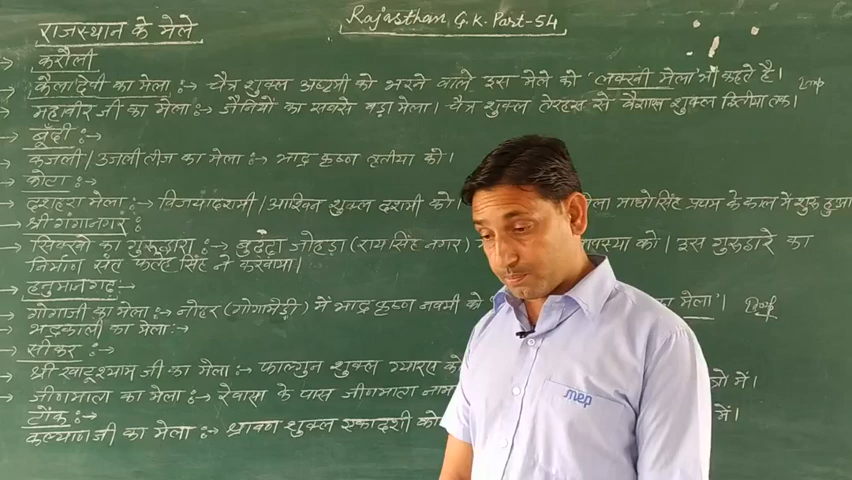 Rajasthan G.K. Part-54
राजस्थान के मेले
करौली
कैलादेवी का मेला :→ चैत्र शुक्ल अष्टमी को भरने वाले इस मेले को 'लक्खी मेला' भी कहते है। Imp
महावीर जी का मेला :→ जैनियों का सबसे बड़ा मेला। चैत्र शुक्ल तेरहस से वैशाख शुक्ल द्वितीया तक।
बूँदी :→
कजली/उजली तीज का मेला :→ भाद्र कृष्ण तृतीया को।
कोटा :→
दशहरा मेला :→ विजयादशमी/आश्विन शुक्ल दशमी को। माधोसिंह प्रथम के काल में शुरू हुआ
श्री गंगानगर :
सिक्खो का गुरूद्वारा :→ बुड्ढा जोहड़ा (रायसिंह नगर) को। इस गुरूद्वारे का
निर्माण संत फतेह सिंह ने करवाया।
हनुमानगढ़ :→
गोगाजी का मेला :→ नोहर (गोगामेड़ी) में भाद्र कृष्ण नवमी को मेला'।
भद्रकाली का मेला :→
सीकर :→
श्री खाटूश्याम जी का मेला :→ फाल्गुन शुक्ल ग्यारस को में।
जीणमाता का मेला :→ रेवासा के पास जीणमाता
टोंक :→
कल्याण जी का मेला :→ श्रावण शुक्ल एकादशी को में।
mep